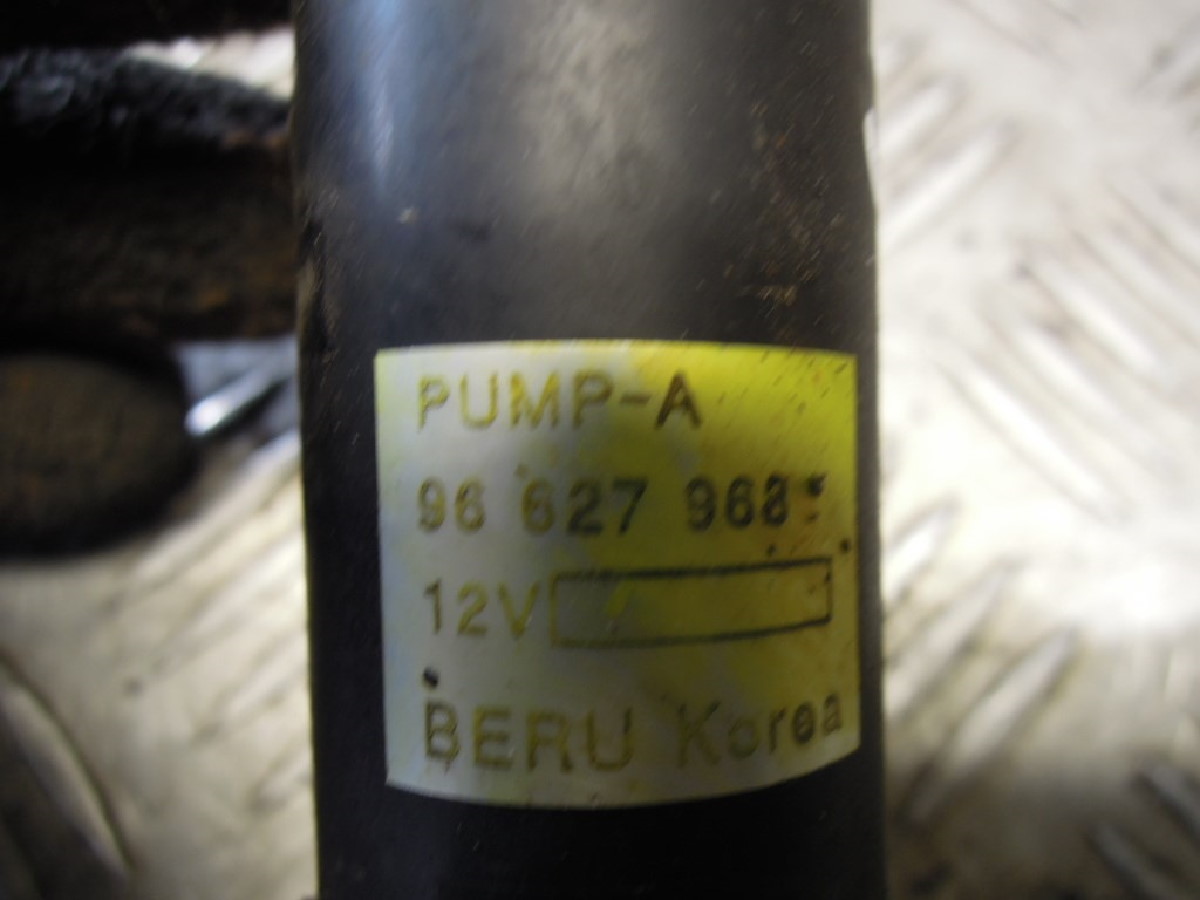 PUMP-A
96 627 968
12V
BERU Korea